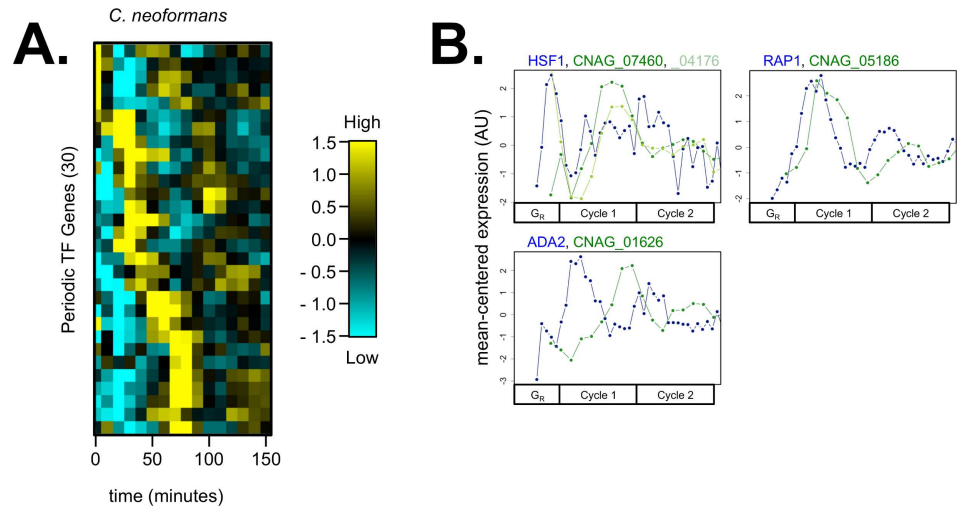 A.
C. neoformans
Periodic TF Genes (30)
0 50 100 150
time (minutes)
High
1.5
1.0
0.5
0.0
- 0.5
- 1.0
- 1.5
Low
B.
mean-centered expression (AU)
HSF1, CNAG_07460, _04176
2
1
0
-1
-2
GR Cycle 1 Cycle 2
RAP1, CNAG_05186
2
1
0
-1
-2
GR Cycle 1 Cycle 2
ADA2, CNAG_01626
2
1
0
-1
-2
-3
GR Cycle 1 Cycle 2